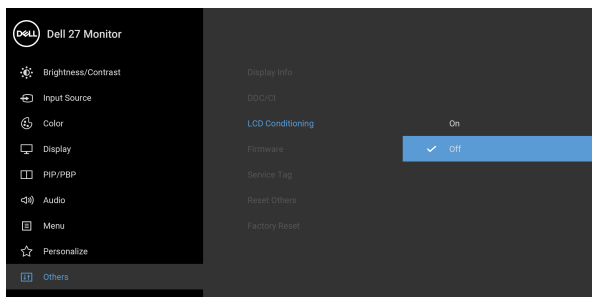 DELL Dell 27 Monitor
Brightness/Contrast
Input Source
Color
Display
PIP/PBP
Audio
Menu
Personalize
Others
Display Info
DDC/CI
LCD Conditioning
Firmware
Service Tag
Reset Others
Factory Reset
On
Off